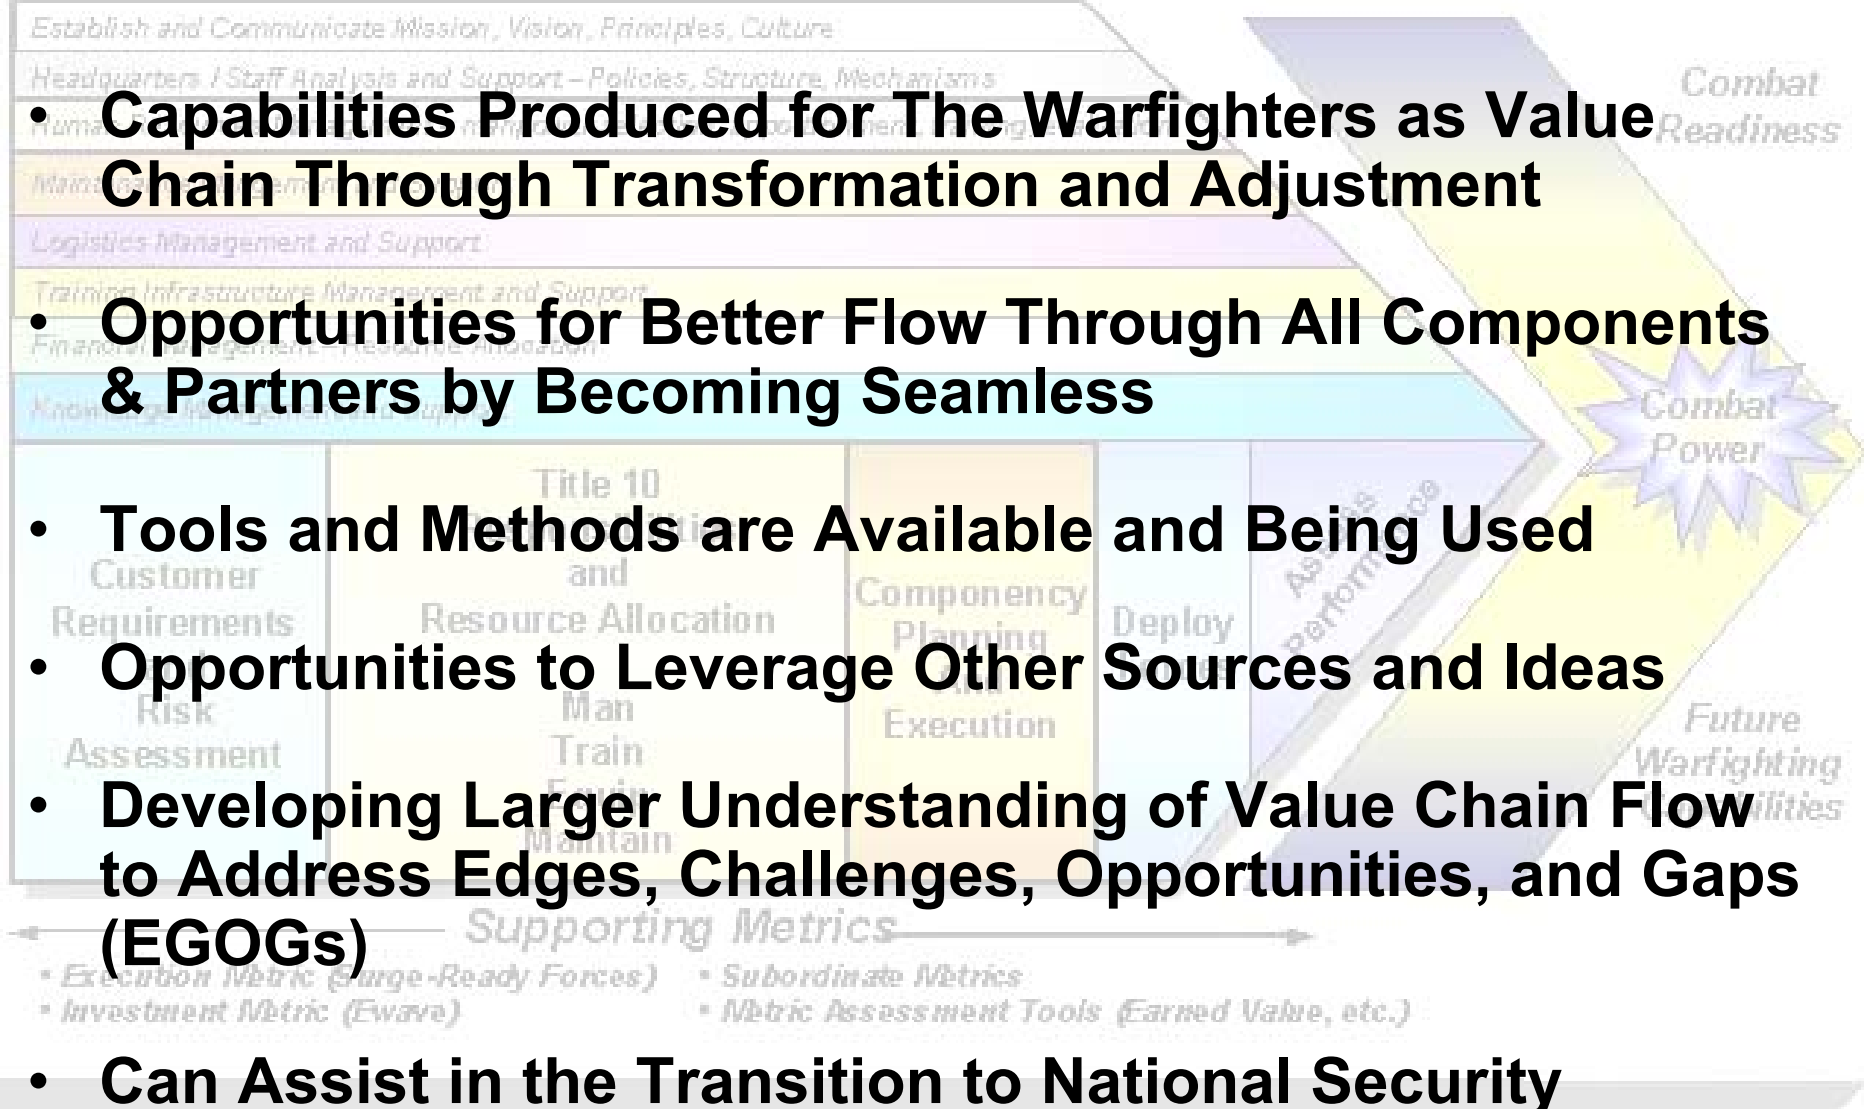 Establish and Communicate Mission, Vision, Principles, Culture
Headquarters / Staff Analysis and Support – Policies, Structure, Mechanisms
Combat
Readiness
• Capabilities Produced for The Warfighters as Value
Chain Through Transformation and Adjustment
Logistics Management and Support
Training Infrastructure Management and Support
• Opportunities for Better Flow Through All Components
& Partners by Becoming Seamless
Combat
Power
Title 10
• Tools and Methods are Available and Being Used
Customer
Requirements
and
Resource Allocation
Componency
Planning
Deploy
Assess
Performance
• Opportunities to Leverage Other Sources and Ideas
Risk
Assessment
Man
Train
Execution
Future
Warfighting
Capabilities
• Developing Larger Understanding of Value Chain Flow
to Address Edges, Challenges, Opportunities, and Gaps
(EGOGs)
Maintain
Supporting Metrics
• Execution Metric (Surge-Ready Forces)
• Subordinate Metrics
• Investment Metric (Ewave)
• Metric Assessment Tools (Earned Value, etc.)
• Can Assist in the Transition to National Security